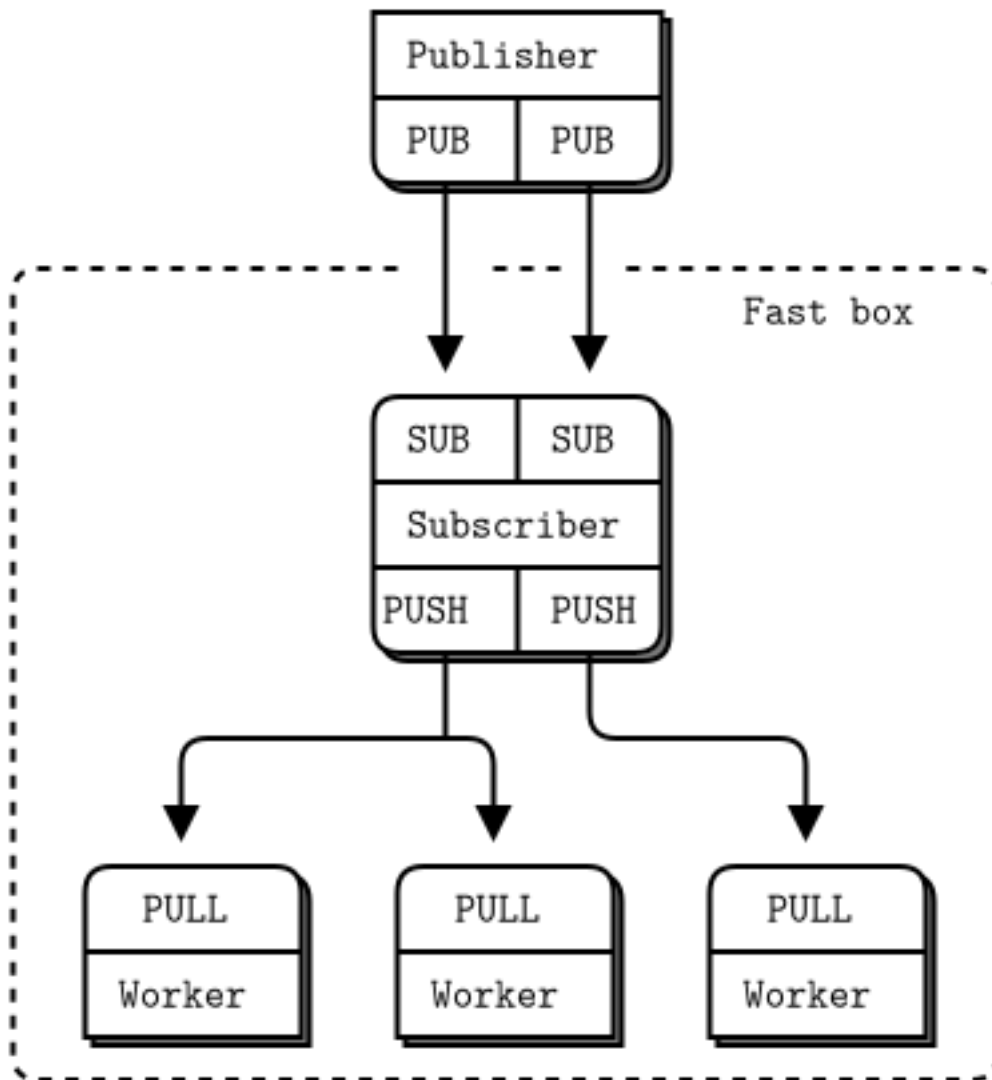 Publisher
PUB PUB
Fast box
SUB SUB
Subscriber
PUSH PUSH
PULL PULL PULL
Worker Worker Worker